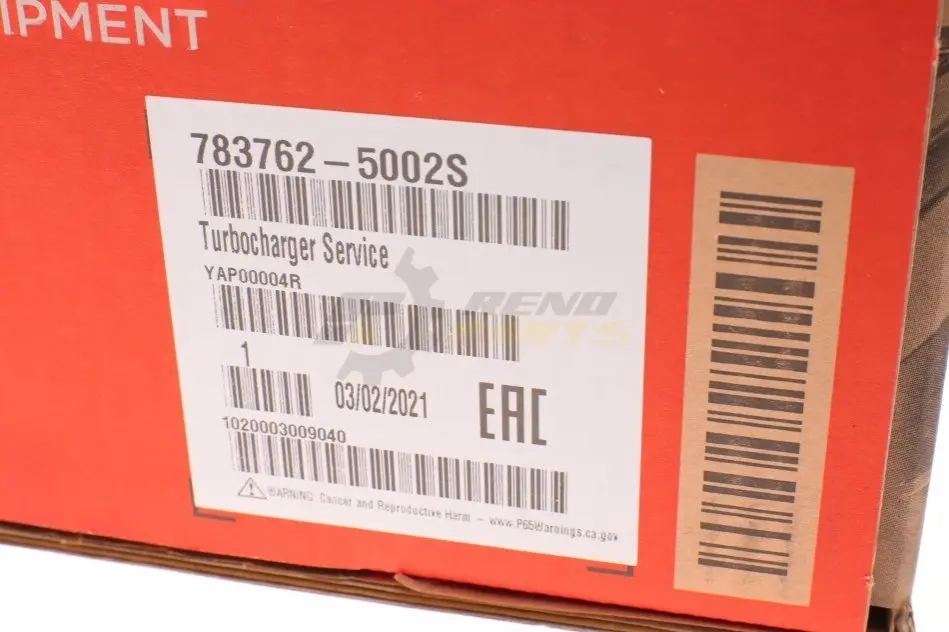 IPMENT
783762-5002S
Turbocharger Service
YAP00004R
RENO
PARTS
1
03/02/2021
EAC
1020003009040
WARNING: Cancer and Reproductive Harm - www.P65Warnings.ca.gov